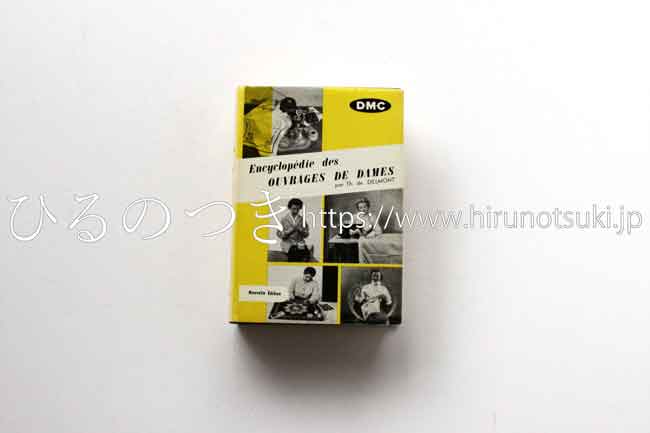 DMC
Encyclopédie des
OUVRAGES DE DAMES
par Th. de DILLMONT
ひるのつき https://www.hirunotsuki.jp
Nouvelle Édition